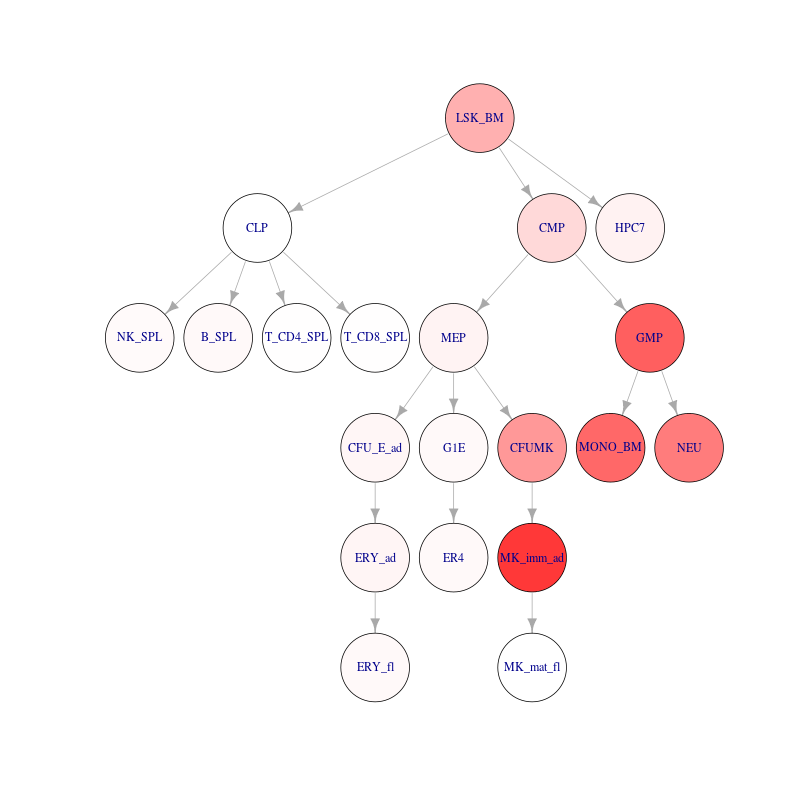 LSK_BM
CLP
CMP
HPC7
NK_SPL
B_SPL
T_CD4_SPL
T_CD8_SPL
MEP
GMP
CFU_E_ad
G1E
CFUMK
MONO_BM
NEU
ERY_ad
ER4
MK_imm_ad
ERY_fl
MK_mat_fl